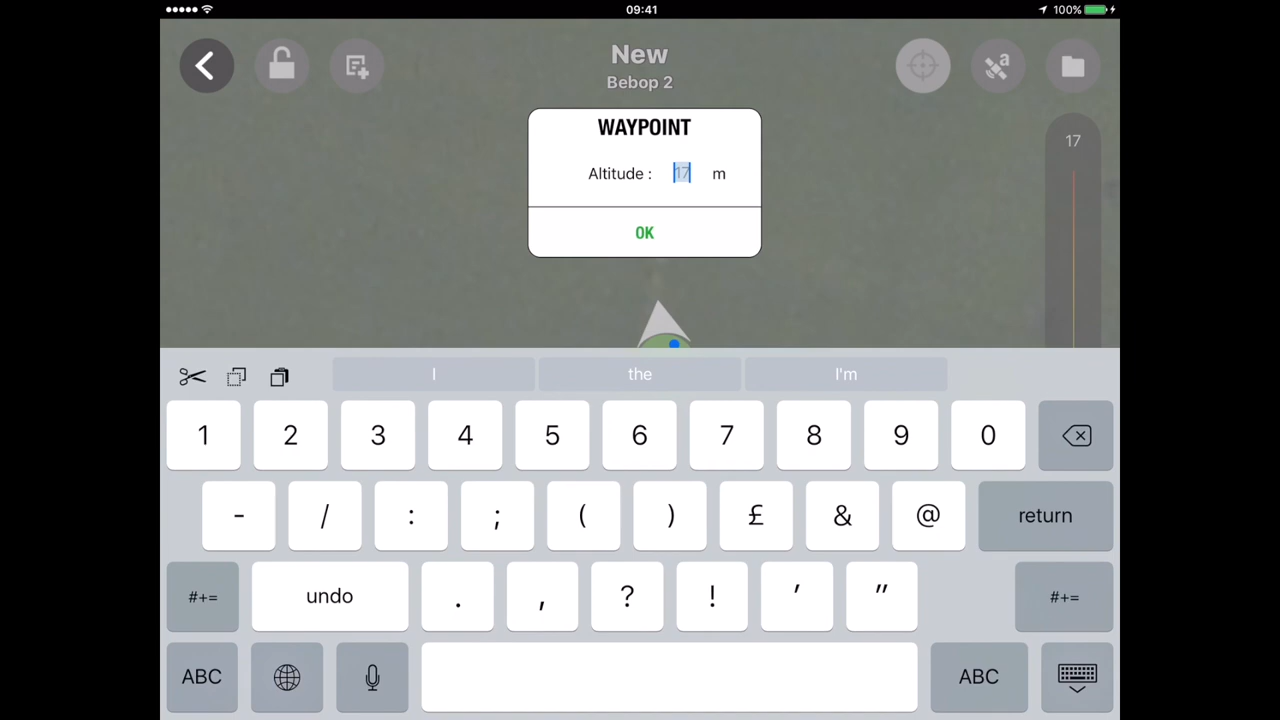 09:41
100%
New
Bebop 2
a
WAYPOINT
17
Altitude : 17 m
OK
I the I'm
1 2 3 4 5 6 7 8 9 0
- / : ; ( ) £ & @ return
#+= undo . , ? ! ' " #+=
ABC ABC